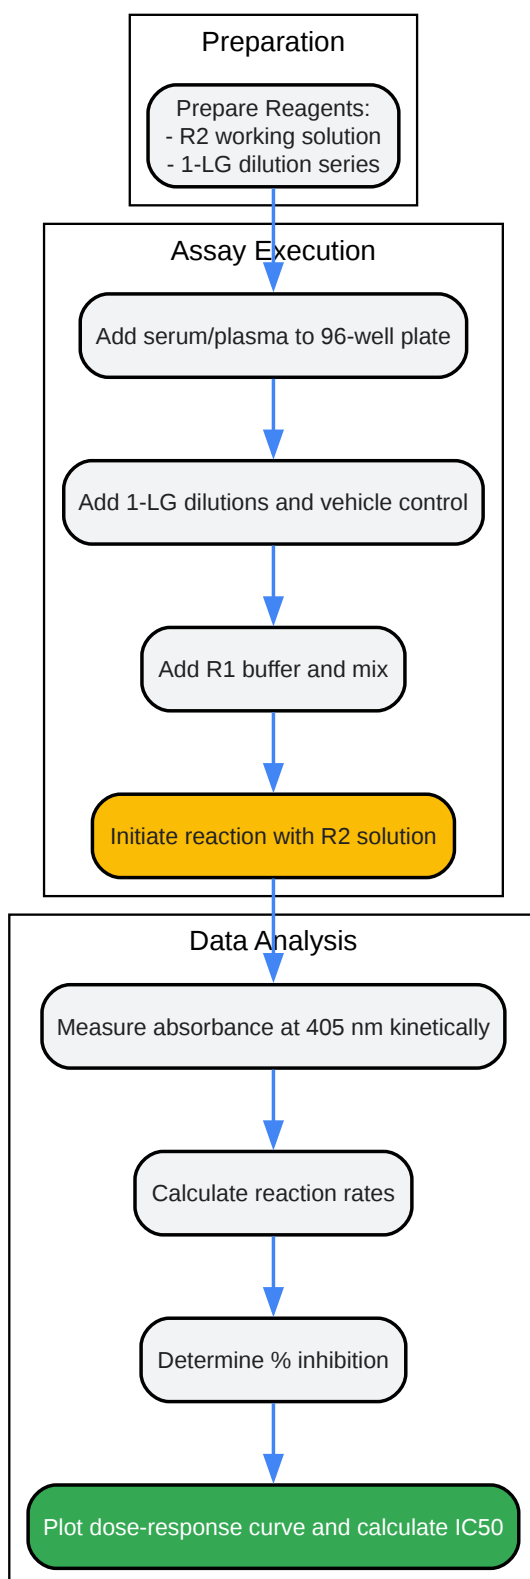 Preparation
Prepare Reagents:
- R2 working solution
- 1-LG dilution series
Assay Execution
Add serum/plasma to 96-well plate
Add 1-LG dilutions and vehicle control
Add R1 buffer and mix
Initiate reaction with R2 solution
Data Analysis
Measure absorbance at 405 nm kinetically
Calculate reaction rates
Determine % inhibition
Plot dose-response curve and calculate IC50